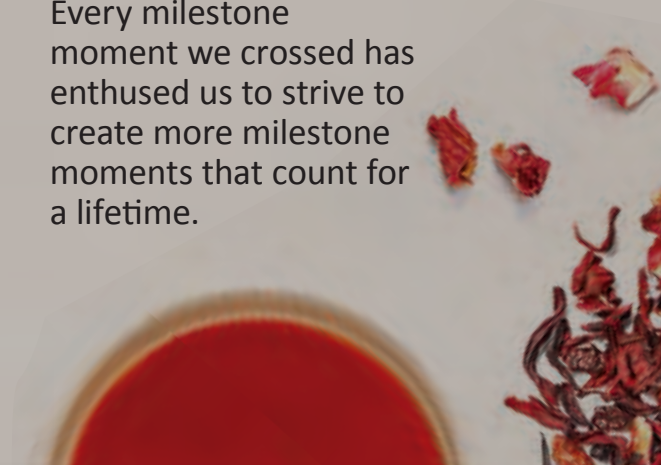 Every milestone
moment we crossed has
enthused us to strive to
create more milestone
moments that count for
a lifetime.